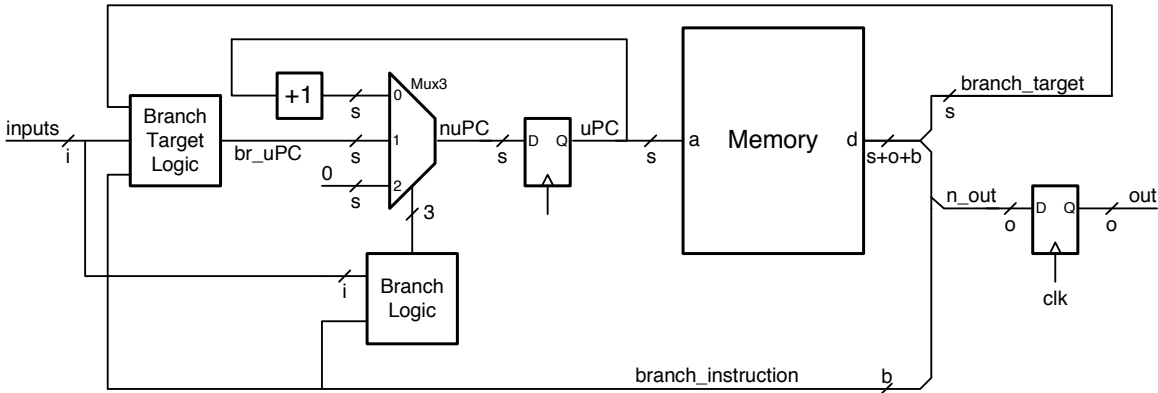 branch_target
s
Mux3
+1
s
0
Branch
Target
Logic
inputs
i
br_uPC
s
1
nuPC
s
D
Q
uPC
s
a
Memory
d
s+o+b
0
s
2
3
n_out
o
D
Q
out
o
clk
i
Branch
Logic
branch_instruction
b